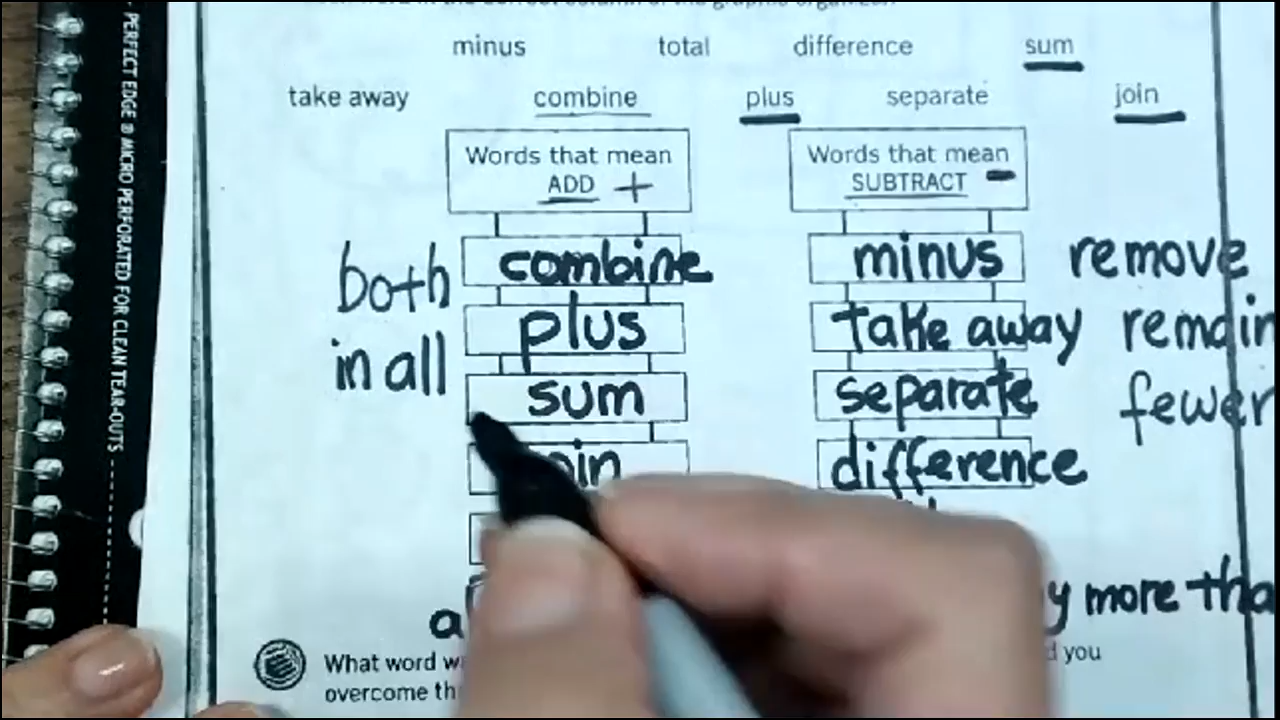 PERFECT EDGE ® MICRO PERFORATED FOR CLEAN TEAR-OUTS
minus total difference sum
take away combine plus separate join
Words that mean
ADD +
Words that mean
SUBTRACT -
both
in all
combine
plus
sum
minus
take away
separate
difference
remove
remain
fewer
more
What word
overcome
you